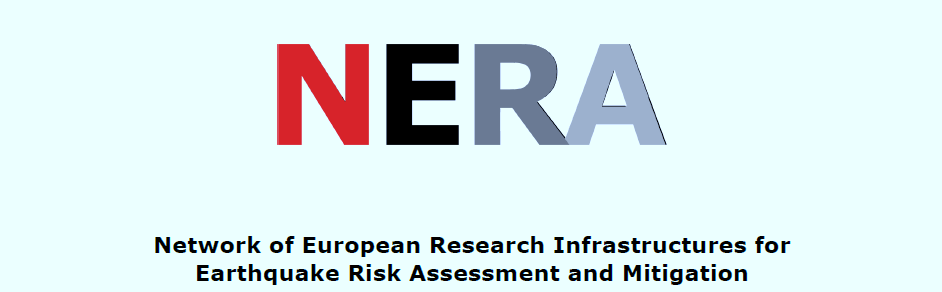 NERA
Network of European Research Infrastructures for
Earthquake Risk Assessment and Mitigation